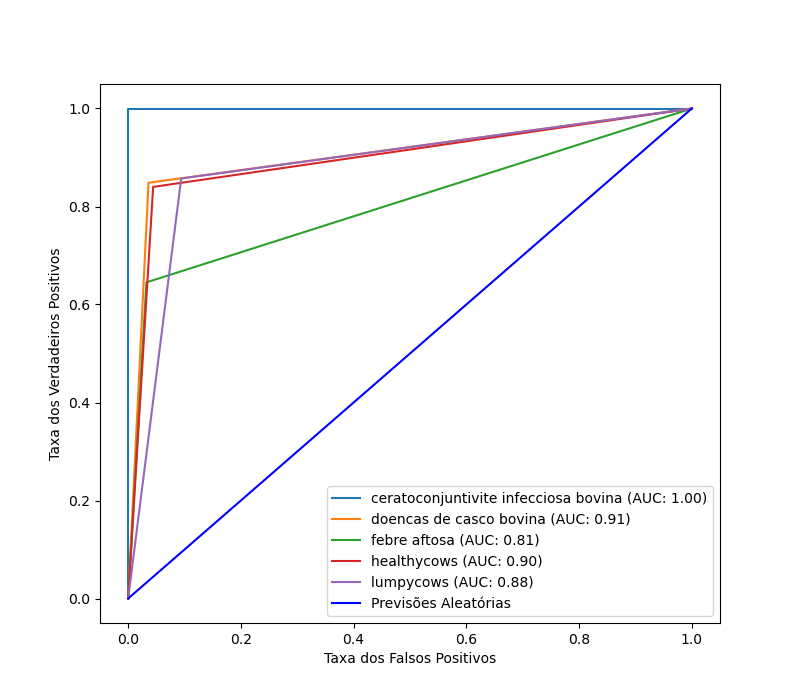 1.0
0.8
0.6
0.4
0.2
0.0
Taxa dos Verdadeiros Positivos
ceratoconjuntivite infecciosa bovina (AUC: 1.00)
doencas de casco bovina (AUC: 0.91)
febre aftosa (AUC: 0.81)
healthycows (AUC: 0.90)
lumpycows (AUC: 0.88)
Previsões Aleatórias
0.0 0.2 0.4 0.6 0.8 1.0
Taxa dos Falsos Positivos